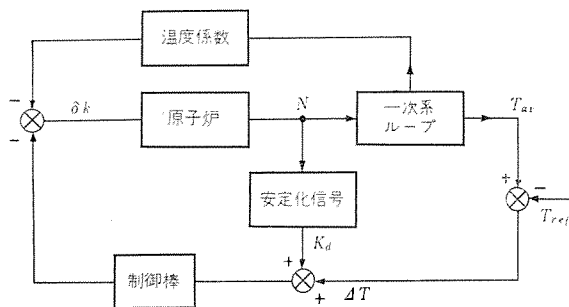 温度係数
δk
原子炉
N
一次系
ループ
T_av
安定化信号
K_d
T_ref
制御棒
ΔT
−
−
+
−
+
+